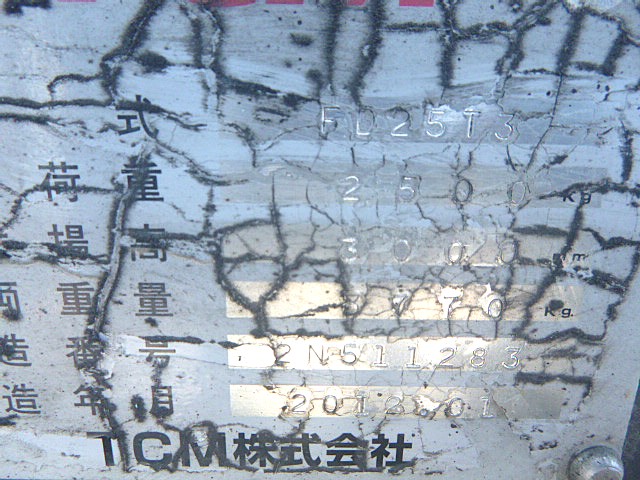 TCM
式 FD25T3
荷重 2500 Kg
揚高 3000 mm
両重量 3770 Kg.
造番号 2N511283
造年月 2012.01
TCM株式会社